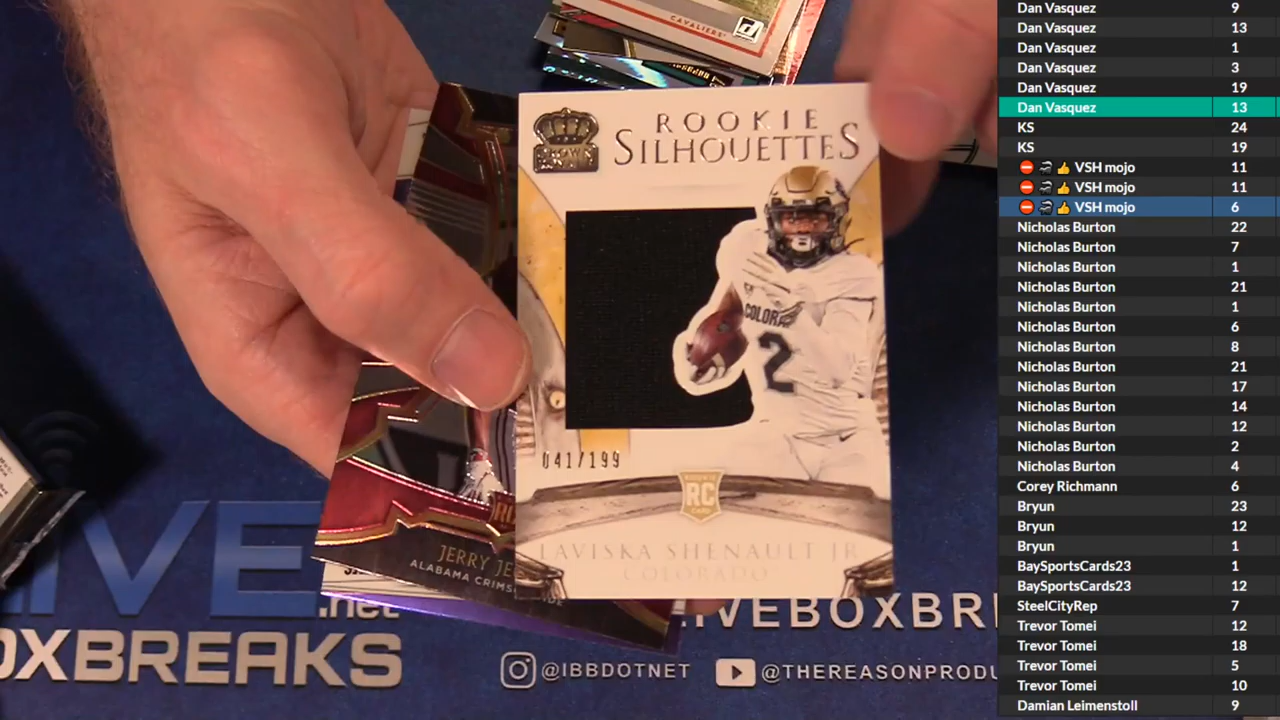 CAVALIERS
CROWN
ROOKIE
SILHOUETTES
COLORADO
2
041/199
RC
LAVISKA SHENAULT JR
COLORADO
JERRY JE
ALABAMA CRIMSON TIDE
IVE
.net
OXBREAKS
IVEBOXBR
@IBBDOTNET
@THEREASONPRODU
Dan Vasquez 9
Dan Vasquez 13
Dan Vasquez 1
Dan Vasquez 3
Dan Vasquez 19
Dan Vasquez 13
KS 24
KS 19
VSH mojo 11
VSH mojo 11
VSH mojo 6
Nicholas Burton 22
Nicholas Burton 7
Nicholas Burton 1
Nicholas Burton 21
Nicholas Burton 1
Nicholas Burton 6
Nicholas Burton 8
Nicholas Burton 21
Nicholas Burton 17
Nicholas Burton 14
Nicholas Burton 12
Nicholas Burton 2
Nicholas Burton 4
Corey Richmann 6
Bryun 23
Bryun 12
Bryun 1
BaySportsCards23 1
BaySportsCards23 12
SteelCityRep 7
Trevor Tomei 12
Trevor Tomei 18
Trevor Tomei 5
Trevor Tomei 10
Damian Leimenstoll 9